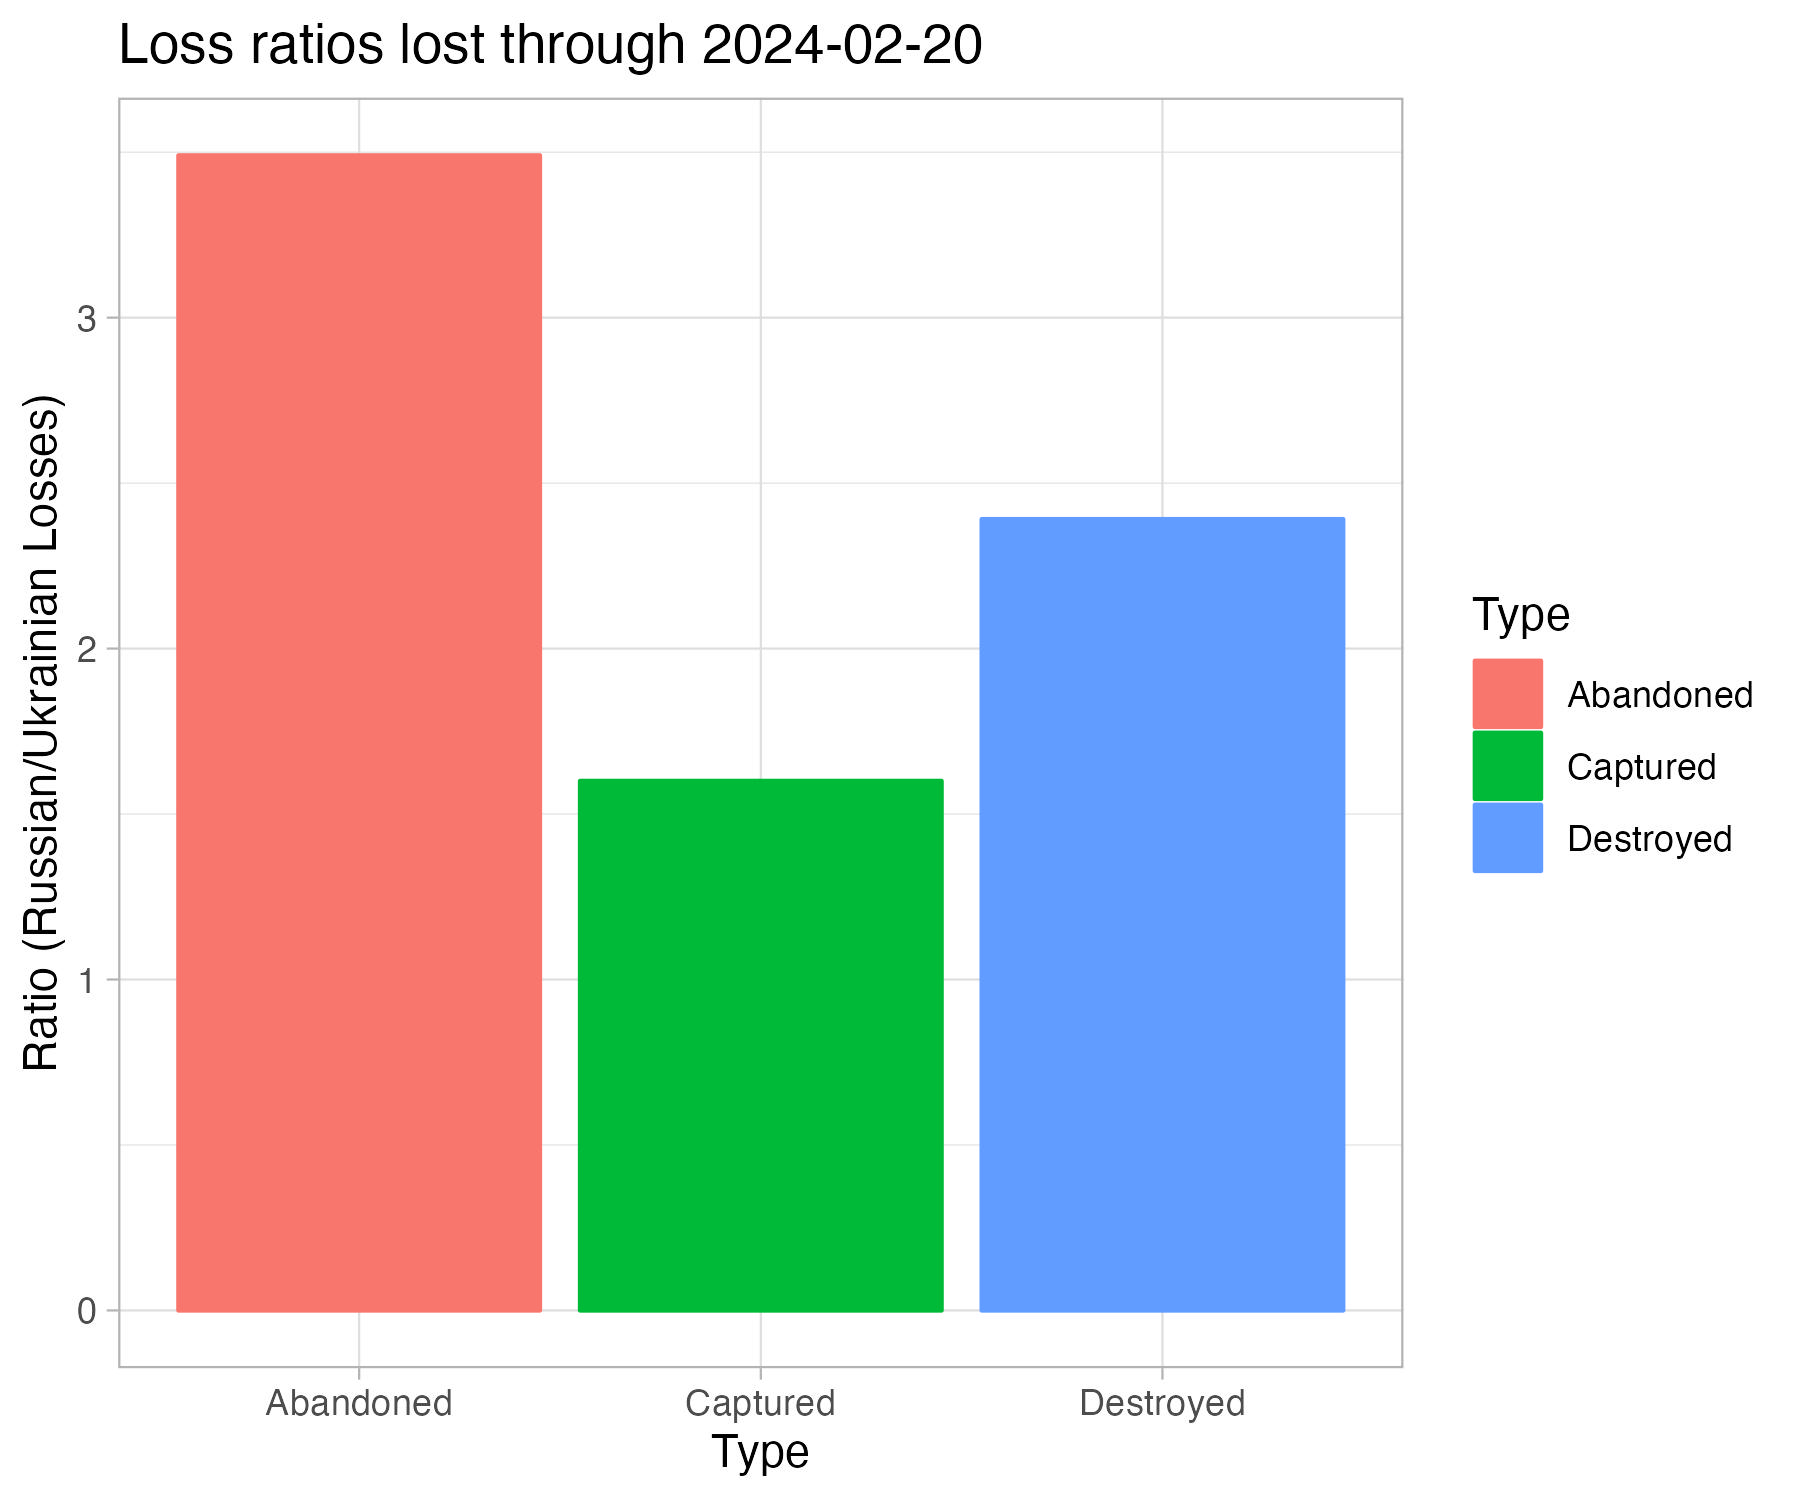 Loss ratios lost through 2024-02-20
Ratio (Russian/Ukrainian Losses)
3
2
1
0
Abandoned
Captured
Destroyed
Type
Type
Abandoned
Captured
Destroyed